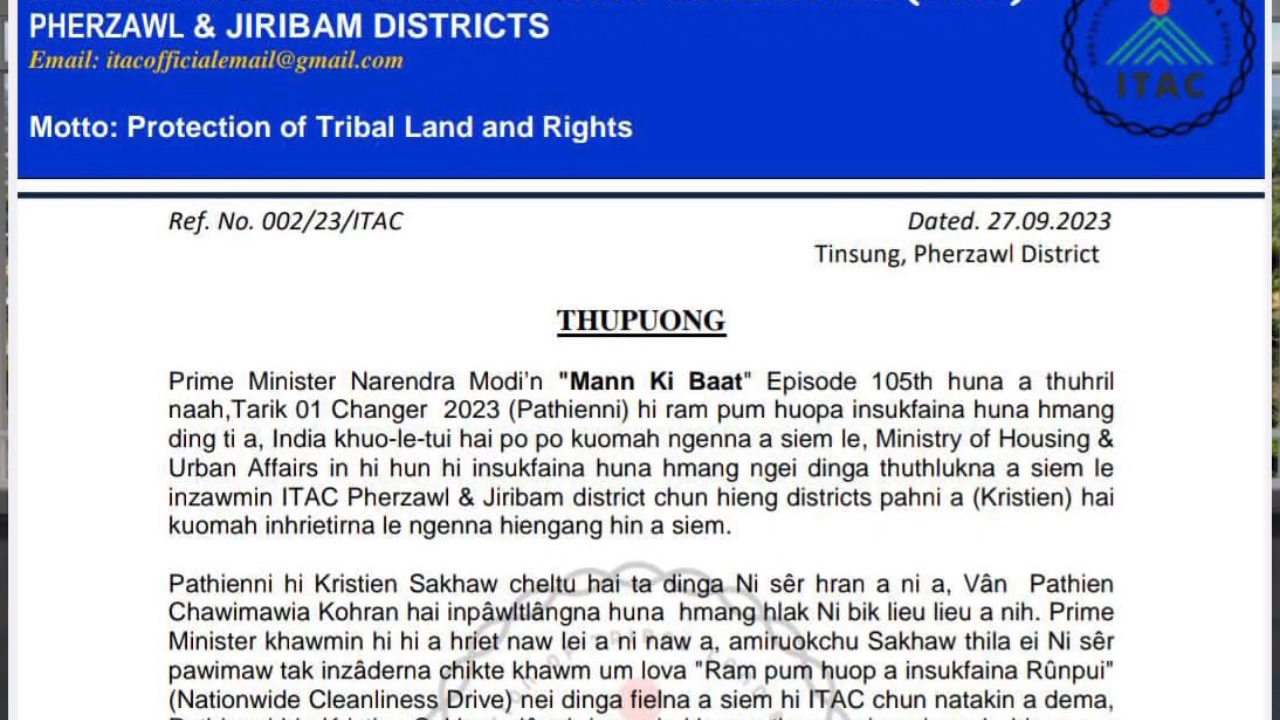 PHERZAWL & JIRIBAM DISTRICTS
Email: itacofficialemail@gmail.com
ITAC
Motto: Protection of Tribal Land and Rights
Ref. No. 002/23/ITAC
Dated. 27.09.2023
Tinsung, Pherzawl District
THUPUONG
Prime Minister Narendra Modi’n "Mann Ki Baat" Episode 105th huna a thuhril
naah,Tarik 01 Changer 2023 (Pathienni) hi ram pum huopa insukfaina huna hmang
ding ti a, India khuo-le-tui hai po po kuomah ngenna a siem le, Ministry of Housing &
Urban Affairs in hi hun hi insukfaina huna hmang ngei dinga thuthlukna a siem le
inzawmin ITAC Pherzawl & Jiribam district chun hieng districts pahni a (Kristien) hai
kuomah inhrietirna le ngenna hiengang hin a siem.
Pathienni hi Kristien Sakhaw cheltu hai ta dinga Ni sêr hran a ni a, Vân Pathien
Chawimawia Kohran hai inpâwltlângna huna hmang hlak Ni bik lieu lieu a nih. Prime
Minister khawmin hi hi a hriet naw lei a ni naw a, amiruokchu Sakhaw thila ei Ni sêr
pawimaw tak inzâderna chikte khawm um lova "Ram pum huop a insukfaina Rûnpui"
(Nationwide Cleanliness Drive) nei dinga fielna a siem hi ITAC chun natakin a dema,